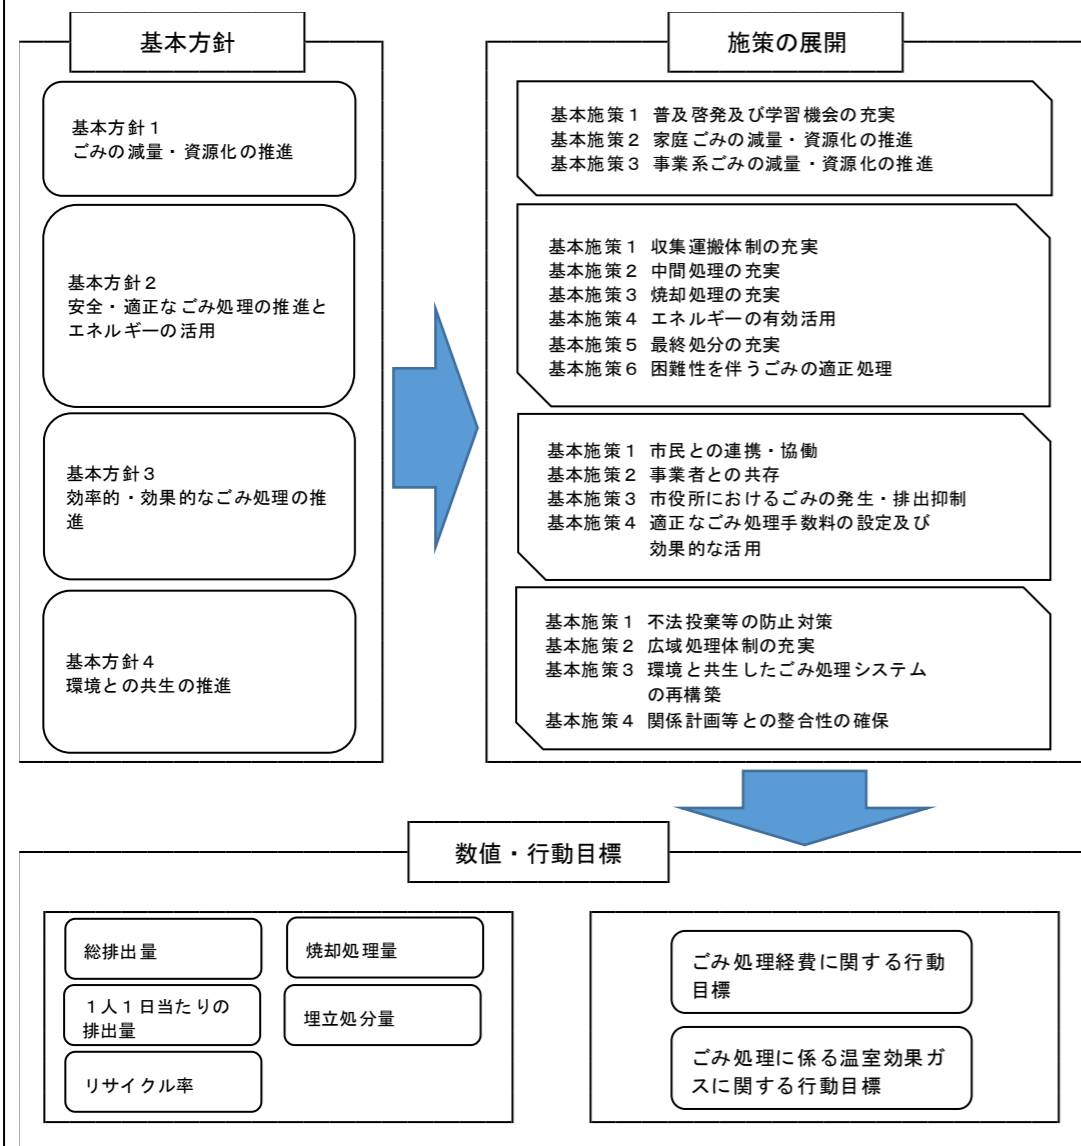 基本方針
基本方針１
ごみの減量・資源化の推進
基本方針２
安全・適正なごみ処理の推進と
エネルギーの活用
基本方針３
効率的・効果的なごみ処理の推
進
基本方針４
環境との共生の推進
施策の展開
基本施策１ 普及啓発及び学習機会の充実
基本施策２ 家庭ごみの減量・資源化の推進
基本施策３ 事業系ごみの減量・資源化の推進
基本施策１ 収集運搬体制の充実
基本施策２ 中間処理の充実
基本施策３ 焼却処理の充実
基本施策４ エネルギーの有効活用
基本施策５ 最終処分の充実
基本施策６ 困難性を伴うごみの適正処理
基本施策１ 市民との連携・協働
基本施策２ 事業者との共存
基本施策３ 市役所におけるごみの発生・排出抑制
基本施策４ 適正なごみ処理手数料の設定及び
効果的な活用
基本施策１ 不法投棄等の防止対策
基本施策２ 広域処理体制の充実
基本施策３ 環境と共生したごみ処理システム
の再構築
基本施策４ 関係計画等との整合性の確保
数値・行動目標
総排出量
焼却処理量
１人１日当たりの
排出量
埋立処分量
リサイクル率
ごみ処理経費に関する行動
目標
ごみ処理に係る温室効果ガ
スに関する行動目標